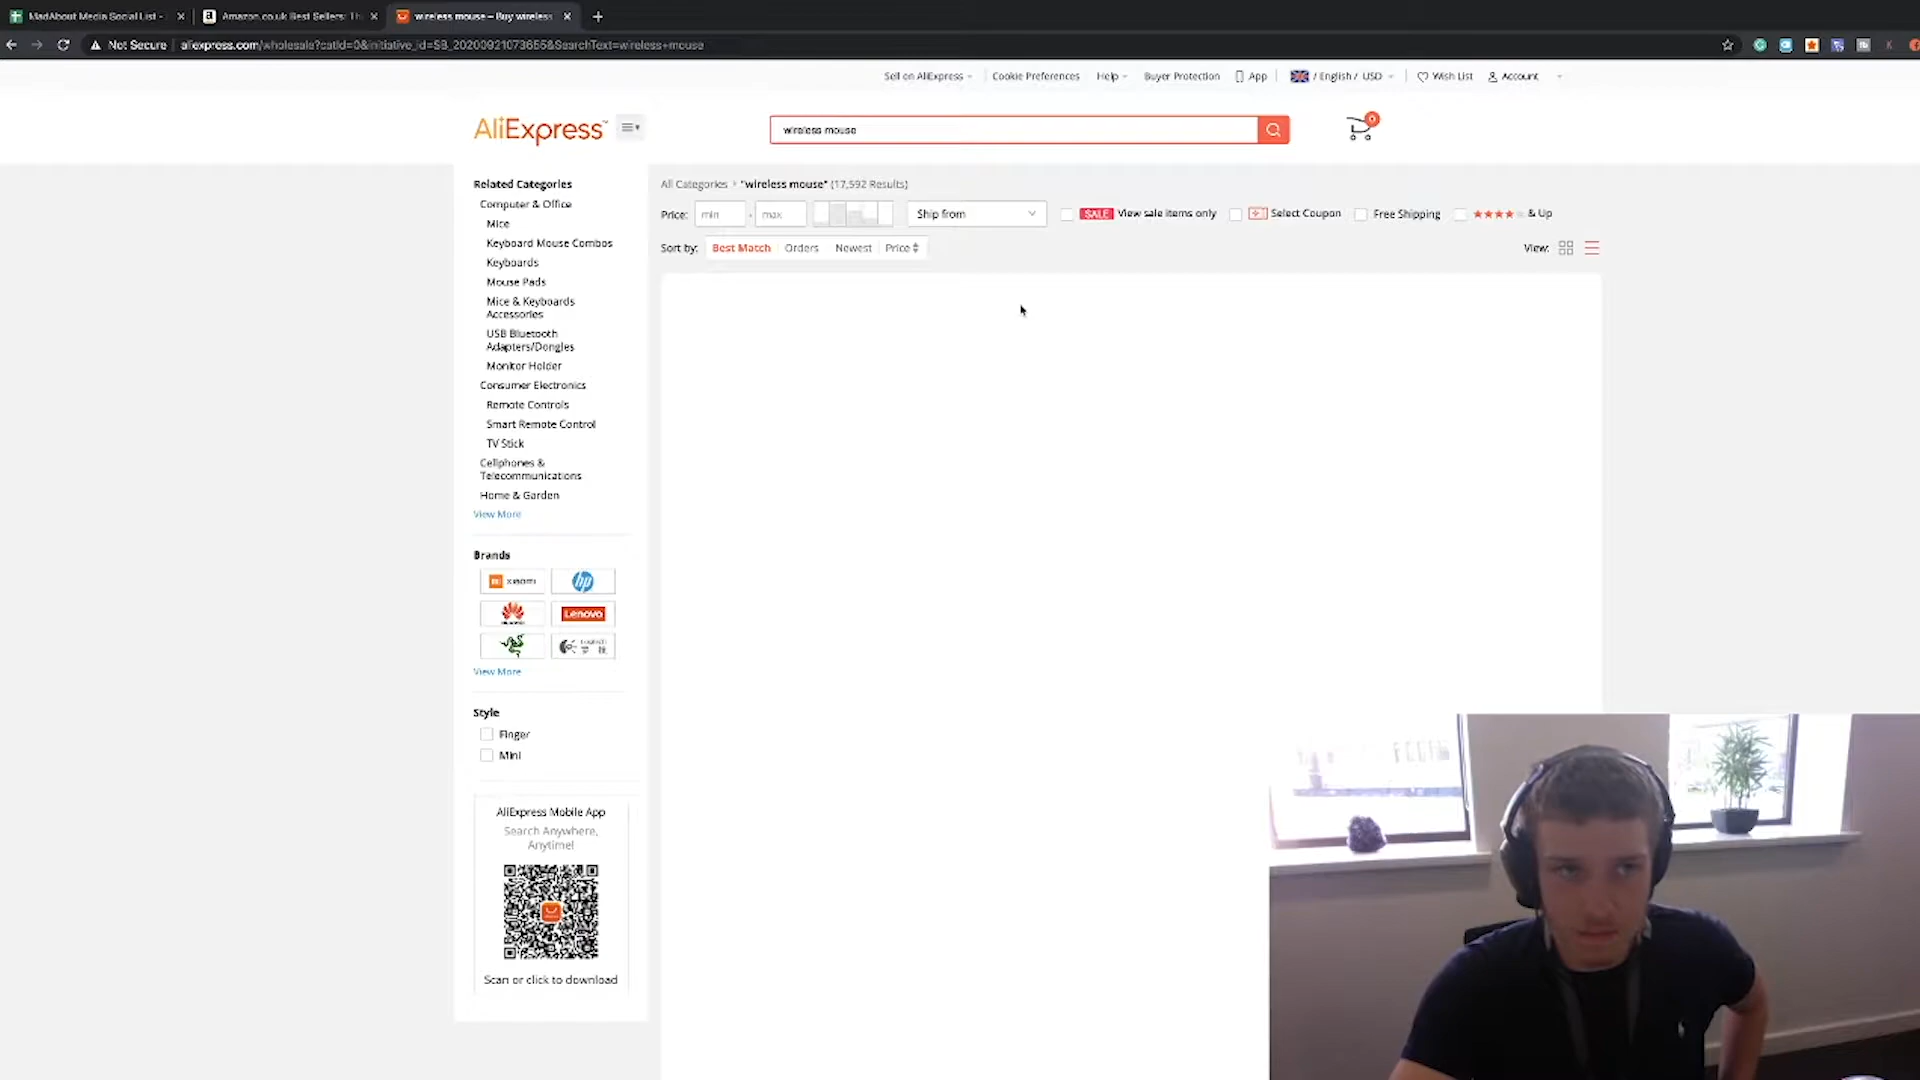 MadAbout Media Social List -
Amazon.co.uk Best Sellers: Th
wireless mouse – Buy wireless
Not Secure
aliexpress.com/wholesale?catId=0&initiative_id=SB_20200921073655&SearchText=wireless+mouse
Sell on AliExpress
Cookie Preferences
Help
Buyer Protection
App
/ English / USD
Wish List
Account
AliExpress
wireless mouse
0
Related Categories
Computer & Office
Mice
Keyboard Mouse Combos
Keyboards
Mouse Pads
Mice & Keyboards
Accessories
USB Bluetooth
Adapters/Dongles
Monitor Holder
Consumer Electronics
Remote Controls
Smart Remote Control
TV Stick
Cellphones &
Telecommunications
Home & Garden
View More
Brands
xiaomi
hp
Lenovo
View More
Style
Finger
Mini
AliExpress Mobile App
Search Anywhere,
Anytime!
Scan or click to download
All Categories > "wireless mouse" (17,592 Results)
Price: min - max
Ship from
SALE View sale items only
Select Coupon
Free Shipping
& Up
Sort by: Best Match Orders Newest Price
View: